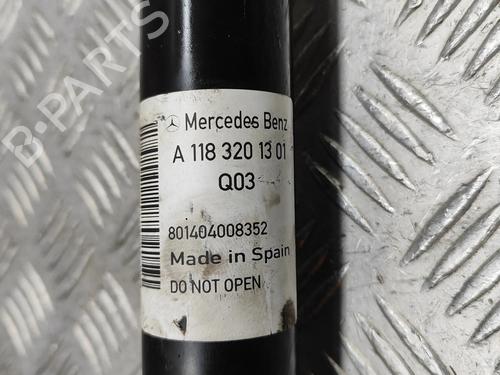 B-PARTS
Mercedes Benz
A 118 320 13 01
Q03
801404008352
Made in Spain
DO NOT OPEN